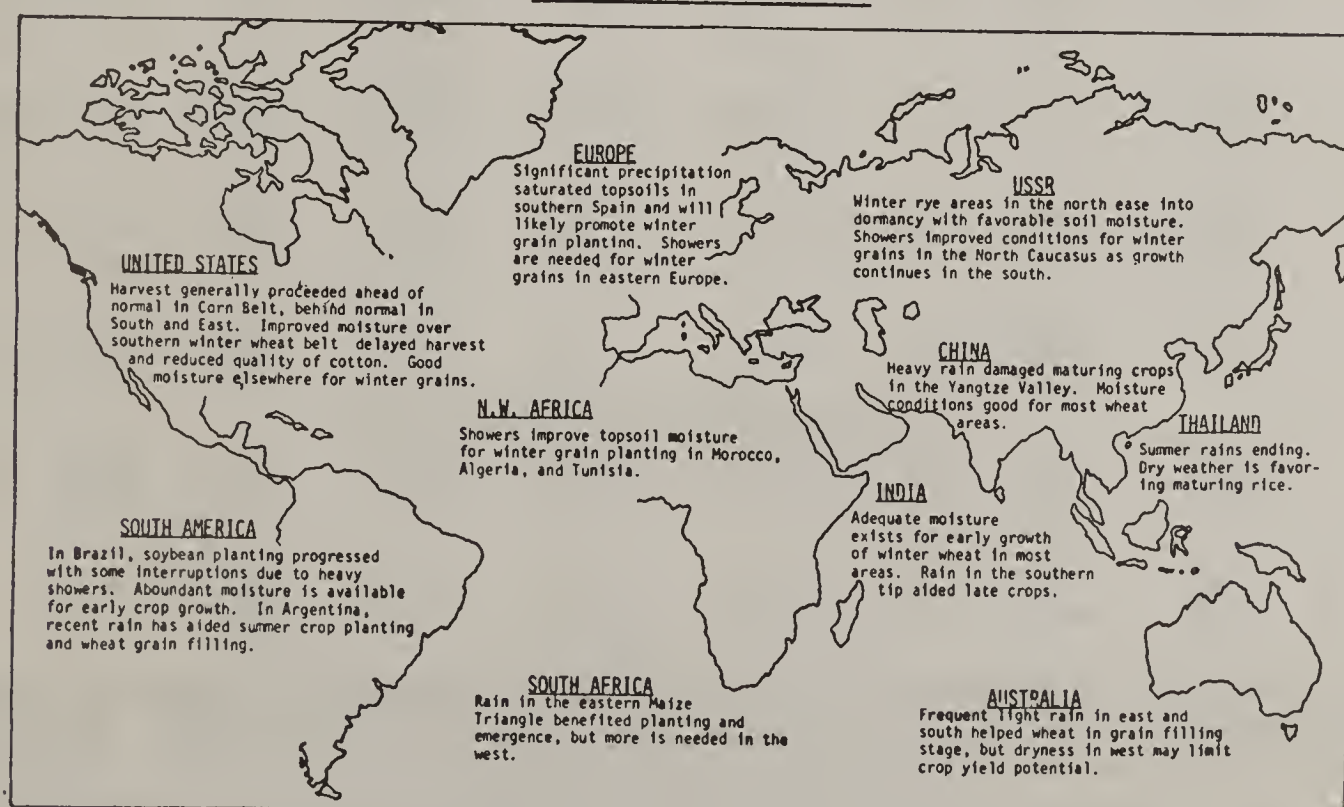 EUROPE
Significant precipitation
saturated topsoils in
southern Spain and will
likely promote winter
grain planting. Showers
are needed for winter
grains in eastern Europe.
USSR
Winter rye areas in the north ease into
dormancy with favorable soil moisture.
Showers improved conditions for winter
grains in the North Caucasus as growth
continues in the south.
UNITED STATES
Harvest generally proceeded ahead of
normal in Corn Belt, behind normal in
South and East. Improved moisture over
southern winter wheat belt delayed harvest
and reduced quality of cotton. Good
moisture elsewhere for winter grains.
CHINA
Heavy rain damaged maturing crops
in the Yangtze Valley. Moisture
conditions good for most wheat
areas.
N.W. AFRICA
Showers improve topsoil moisture
for winter grain planting in Morocco,
Algeria, and Tunisia.
THAILAND
Summer rains ending.
Dry weather is favor-
ing maturing rice.
INDIA
Adequate moisture
exists for early growth
of winter wheat in most
areas. Rain in the southern
tip aided late crops.
SOUTH AMERICA
In Brazil, soybean planting progressed
with some interruptions due to heavy
showers. Aboundant moisture is available
for early crop growth. In Argentina,
recent rain has aided summer crop planting
and wheat grain filling.
SOUTH AFRICA
Rain in the eastern Maize
Triangle benefited planting and
emergence, but more is needed in the
west.
AUSTRALIA
Frequent light rain in east and
south helped wheat in grain filling
stage, but dryness in west may limit
crop yield potential.